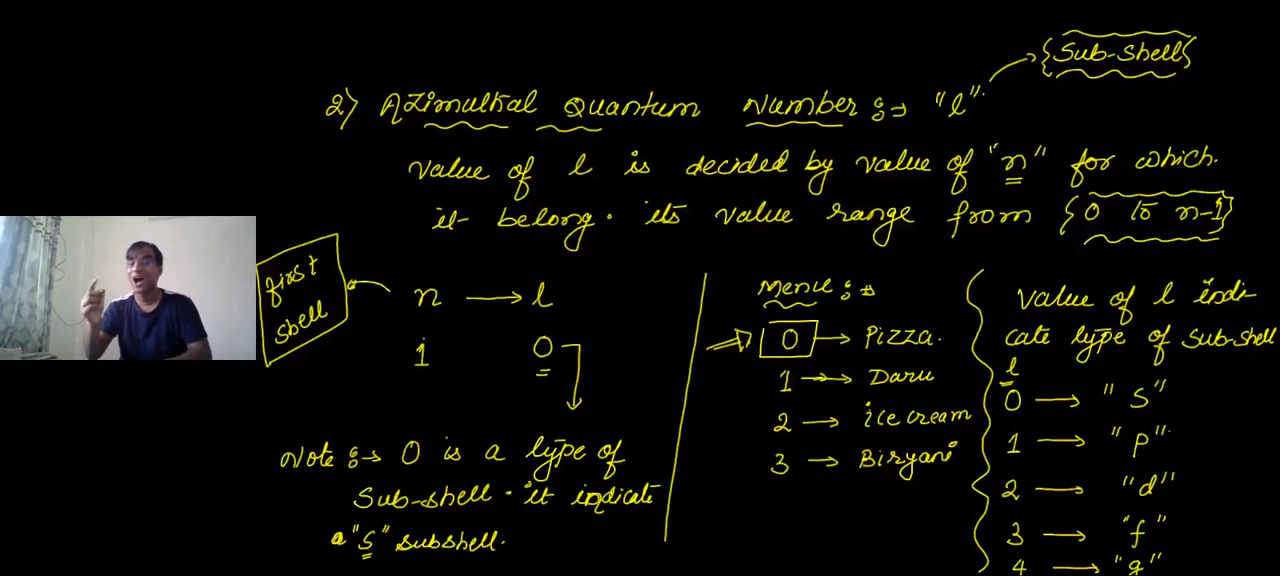 {Sub-Shell}
2) Azimuthal Quantum Number :→ "l"
Value of l is decided by value of "n" for which
it belong. its value range from {0 to n-1}
first
shell
n → l
1 0
Note :→ 0 is a type of
Sub-shell. it indicate
a "S" subshell.
Menu :→
0 → Pizza.
1 → Daru
2 → ice cream
3 → Biryani
Value of l indi-
cate type of Sub-shell
l
0 → "S"
1 → "p"
2 → "d"
3 → "f"
4 → "g"